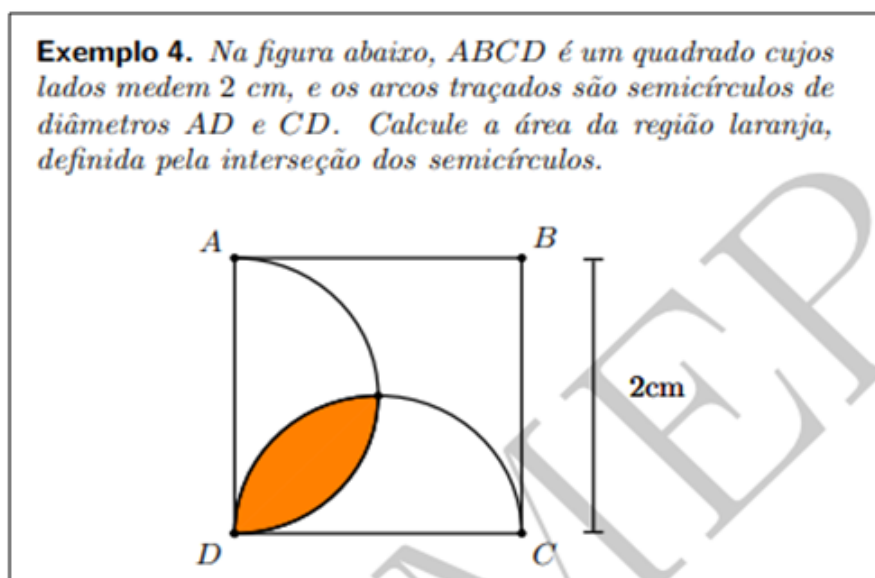 Exemplo 4. Na figura abaixo, ABCD é um quadrado cujos
lados medem 2 cm, e os arcos traçados são semicírculos de
diâmetros AD e CD. Calcule a área da região laranja,
definida pela interseção dos semicírculos.
A
B
2cm
D
C
MEP